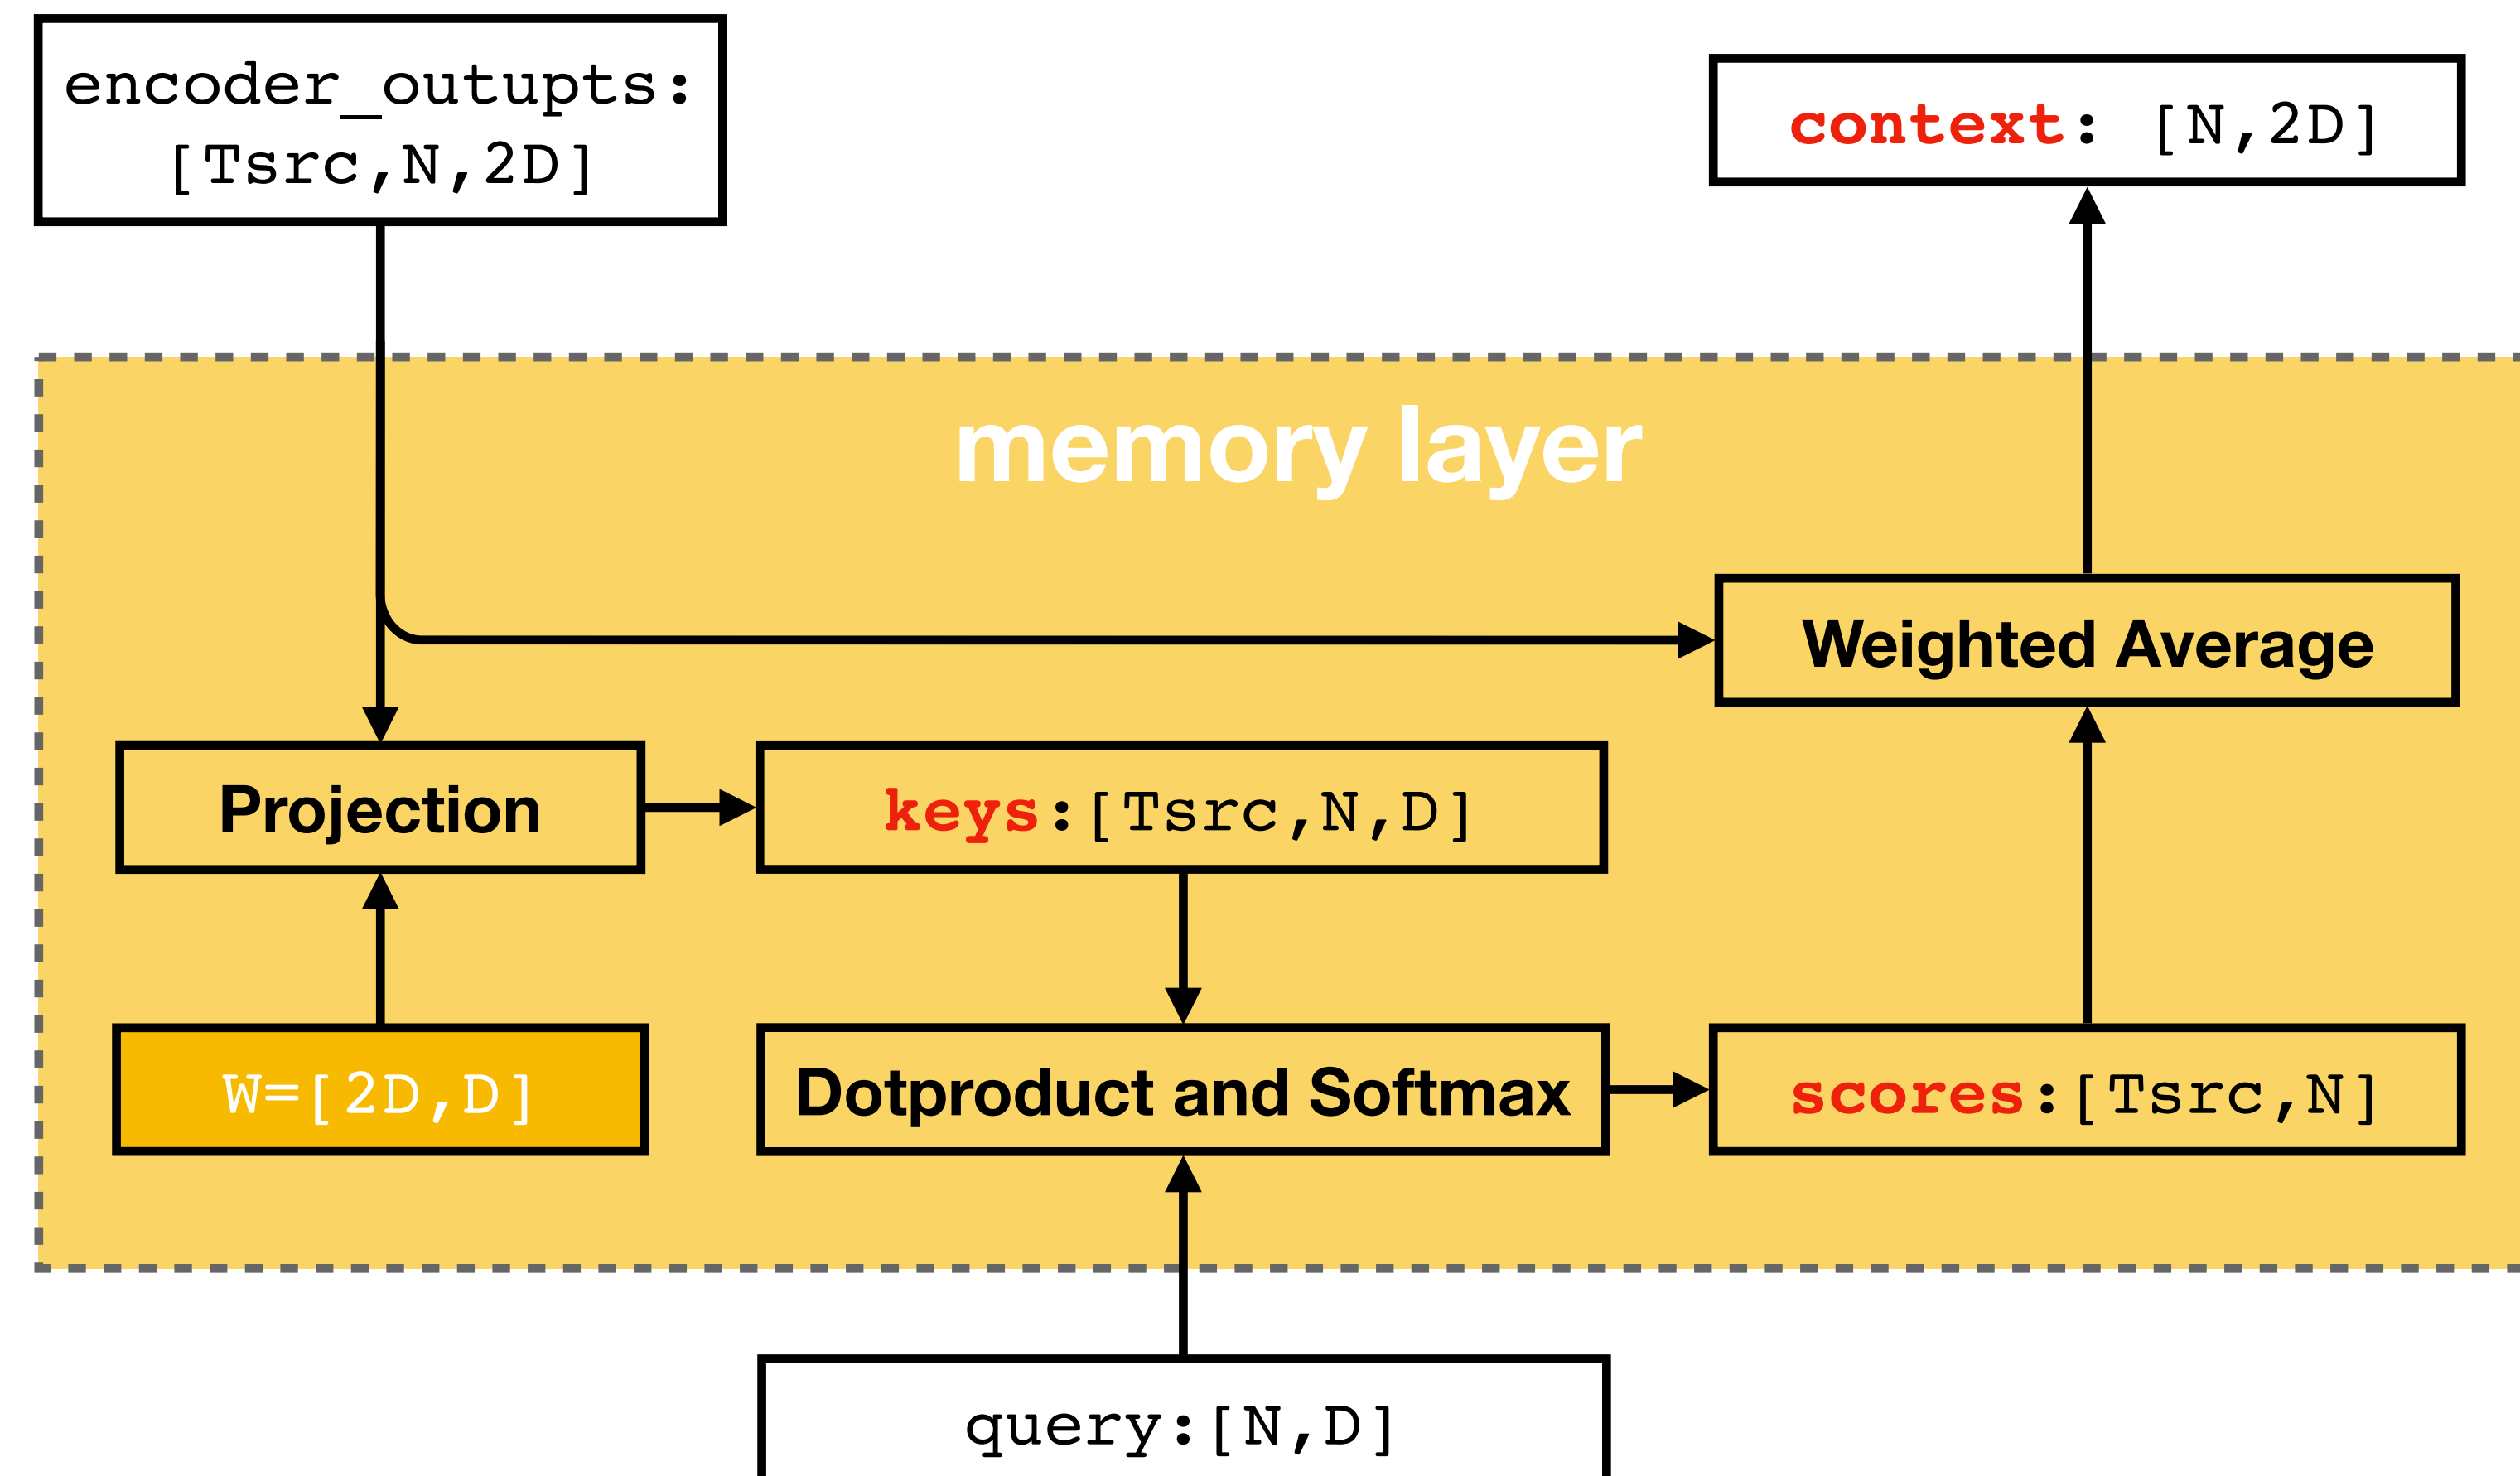 encoder_outupts:
[Tsrc,N,2D]
context: [N,2D]
memory layer
Weighted Average
Projection
keys:[Tsrc,N,D]
W=[2D,D]
Dotproduct and Softmax
scores:[Tsrc,N]
query:[N,D]